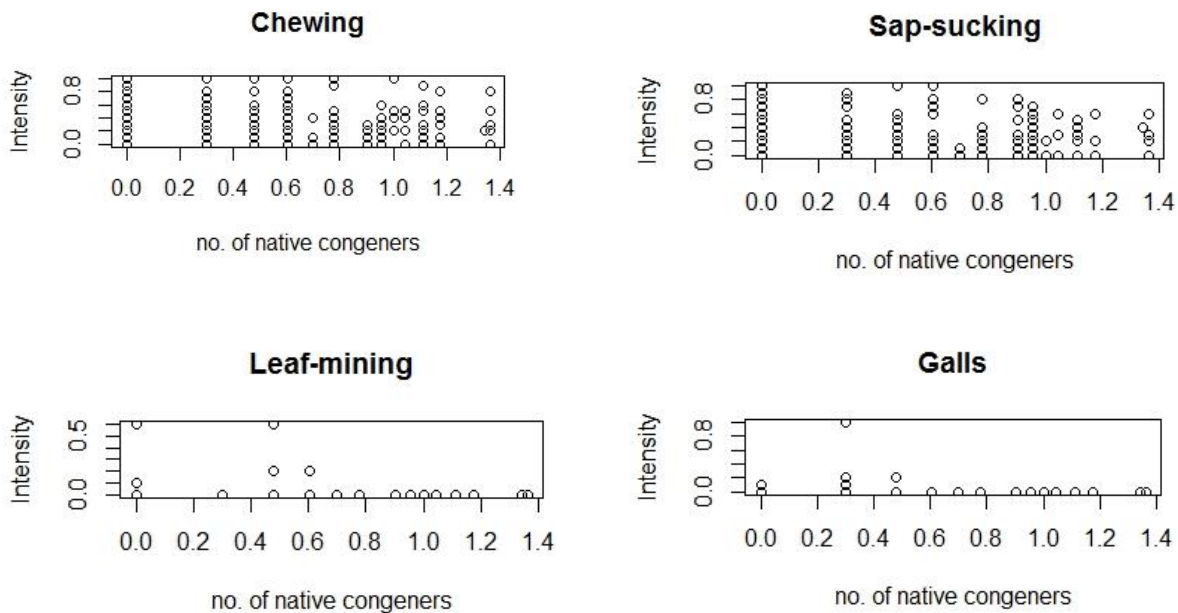 Chewing
Intensity
0.0 0.8
0.0 0.2 0.4 0.6 0.8 1.0 1.2 1.4
no. of native congeners
Sap-sucking
Intensity
0.0 0.8
0.0 0.2 0.4 0.6 0.8 1.0 1.2 1.4
no. of native congeners
Leaf-mining
Intensity
0.0 0.5
0.0 0.2 0.4 0.6 0.8 1.0 1.2 1.4
no. of native congeners
Galls
Intensity
0.0 0.8
0.0 0.2 0.4 0.6 0.8 1.0 1.2 1.4
no. of native congeners